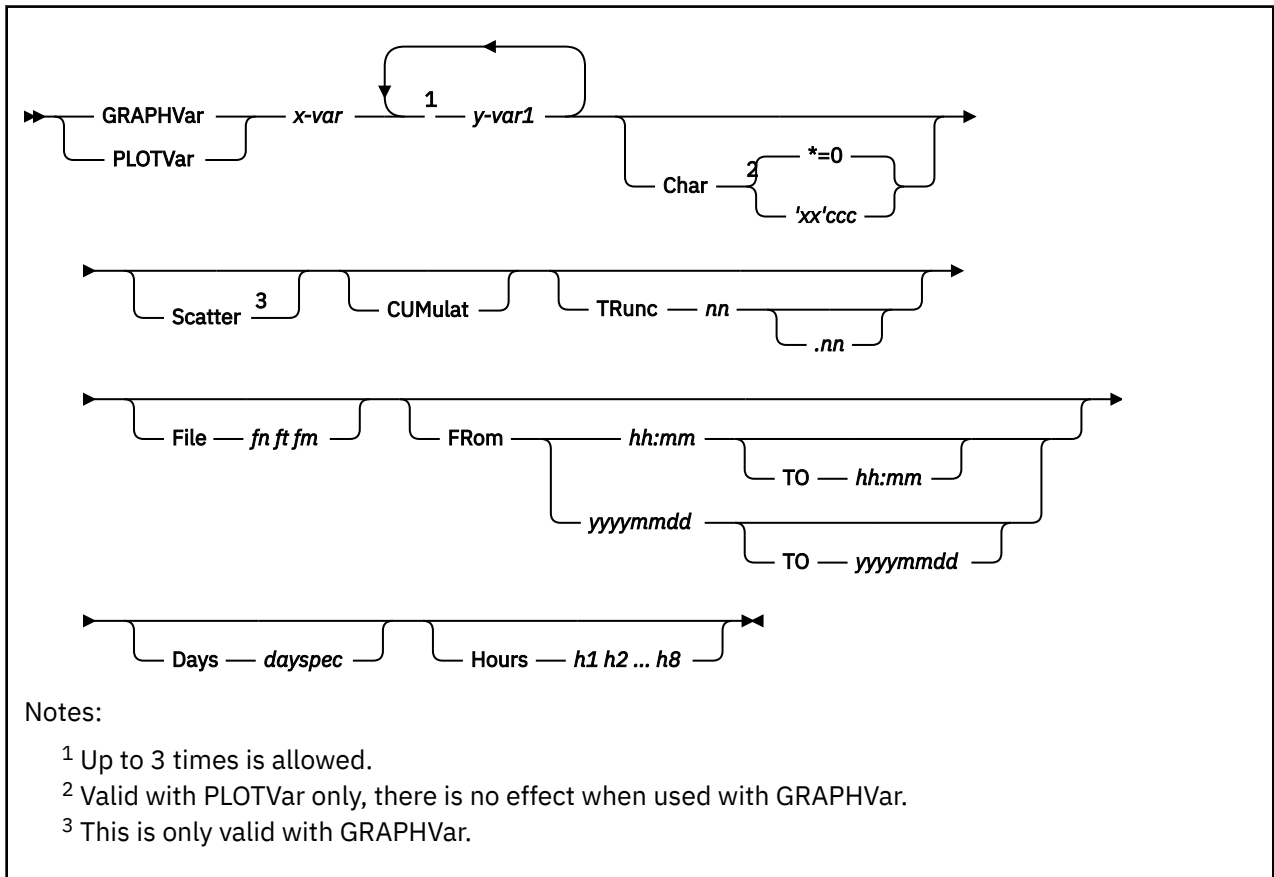 1
GRAPHVar x-var y-var1
PLOTVar
*=0
2
Char
'xx'ccc
3
Scatter CUMulat TRunc nn
.nn
File fn ft fm FRom hh:mm
TO hh:mm
yyyymmdd
TO yyyymmdd
Days dayspec Hours h1 h2 ... h8
Notes:
1 Up to 3 times is allowed.
2 Valid with PLOTVar only, there is no effect when used with GRAPHVar.
3 This is only valid with GRAPHVar.